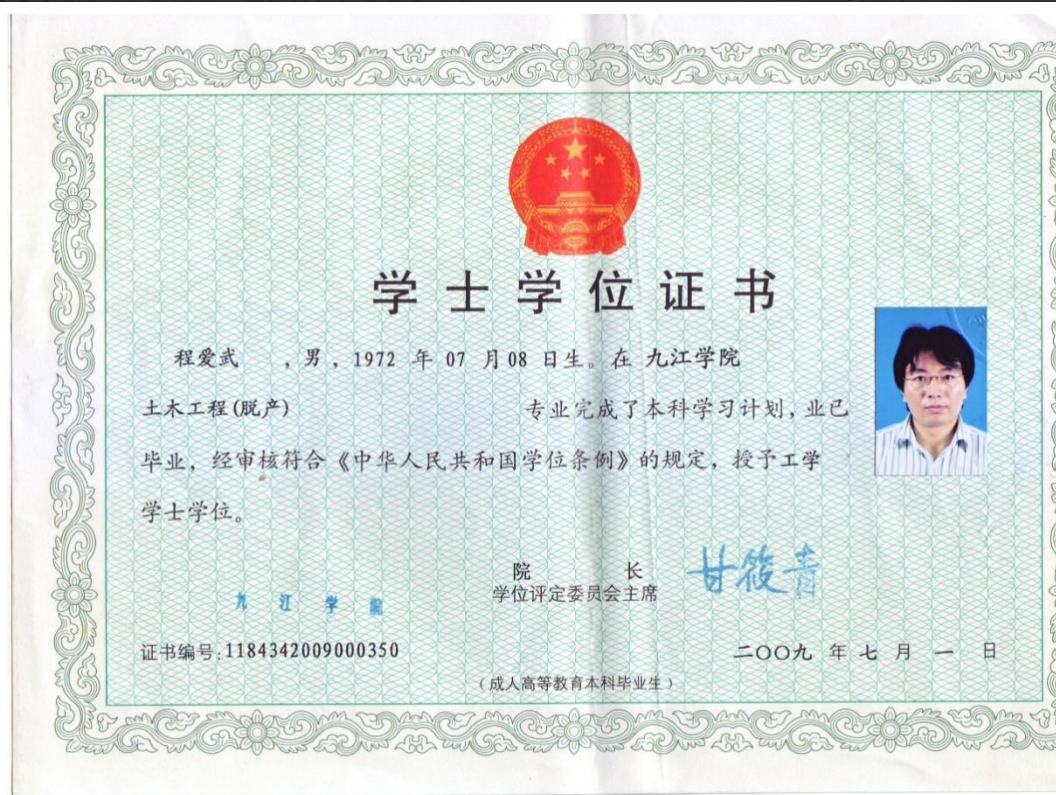 学士学位证书
程爱武 ，男，1972 年 07 月08 日生。在 九江学院
土木工程(脱产) 专业完成了本科学习计划，业已
毕业，经审核符合《中华人民共和国学位条例》的规定，授予工学
学士学位。
院 长
学位评定委员会主席
甘筱青
九江学院
证书编号:1184342009000350
二〇〇九 年 七 月 一 日
（成人高等教育本科毕业生）